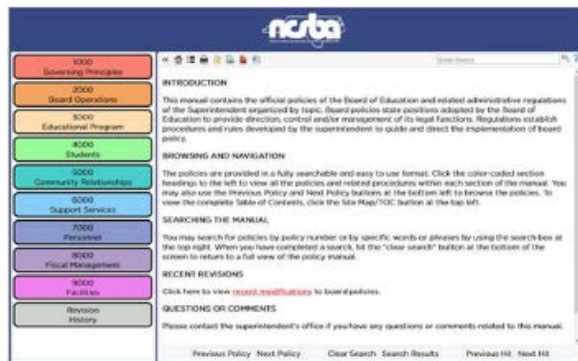 ncsba
1000
Governing Principles
2000
Board Operations
3000
Educational Program
4000
Students
5000
Community Relationships
6000
Support Services
7000
Personnel
8000
Fiscal Management
9000
Facilities
Revision
History
Quick Search
INTRODUCTION
This manual contains the official policies of the Board of Education and related administrative regulations
of the Superintendent organized by topic. Board policies state positions adopted by the Board of
Education to provide direction, control and/or management of its legal functions. Regulations establish
procedures and rules developed by the superintendent to guide and direct the implementation of board
policy.
BROWSING AND NAVIGATION
The policies are provided in a fully searchable and easy to use format. Click the color-coded section
headings to the left to view all the policies and related procedures within each section of the manual. You
may also use the Previous Policy and Next Policy buttons at the bottom left to browse the policies. To
view the complete Table of Contents, click the Site Map/TOC button at the top left.
SEARCHING THE MANUAL
You may search for policies by policy number or by specific words or phrases by using the search box at
the top right. When you have completed a search, hit the "clear search" button at the bottom of the
screen to return to a full view of the policy manual.
RECENT REVISIONS
Click here to view recent modifications to board policies.
QUESTIONS OR COMMENTS
Please contact the superintendent's office if you have any questions or comments related to this manual.
Previous Policy Next Policy Clear Search Search Results Previous Hit Next Hit